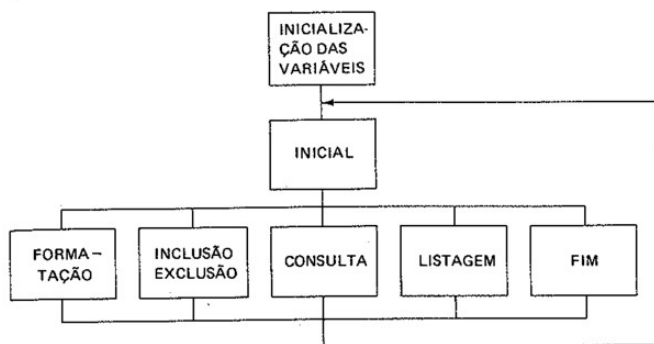 INICIALIZA-
ÇÃO DAS
VARIÁVEIS
INICIAL
FORMA-
TAÇÃO
INCLUSÃO
EXCLUSÃO
CONSULTA
LISTAGEM
FIM